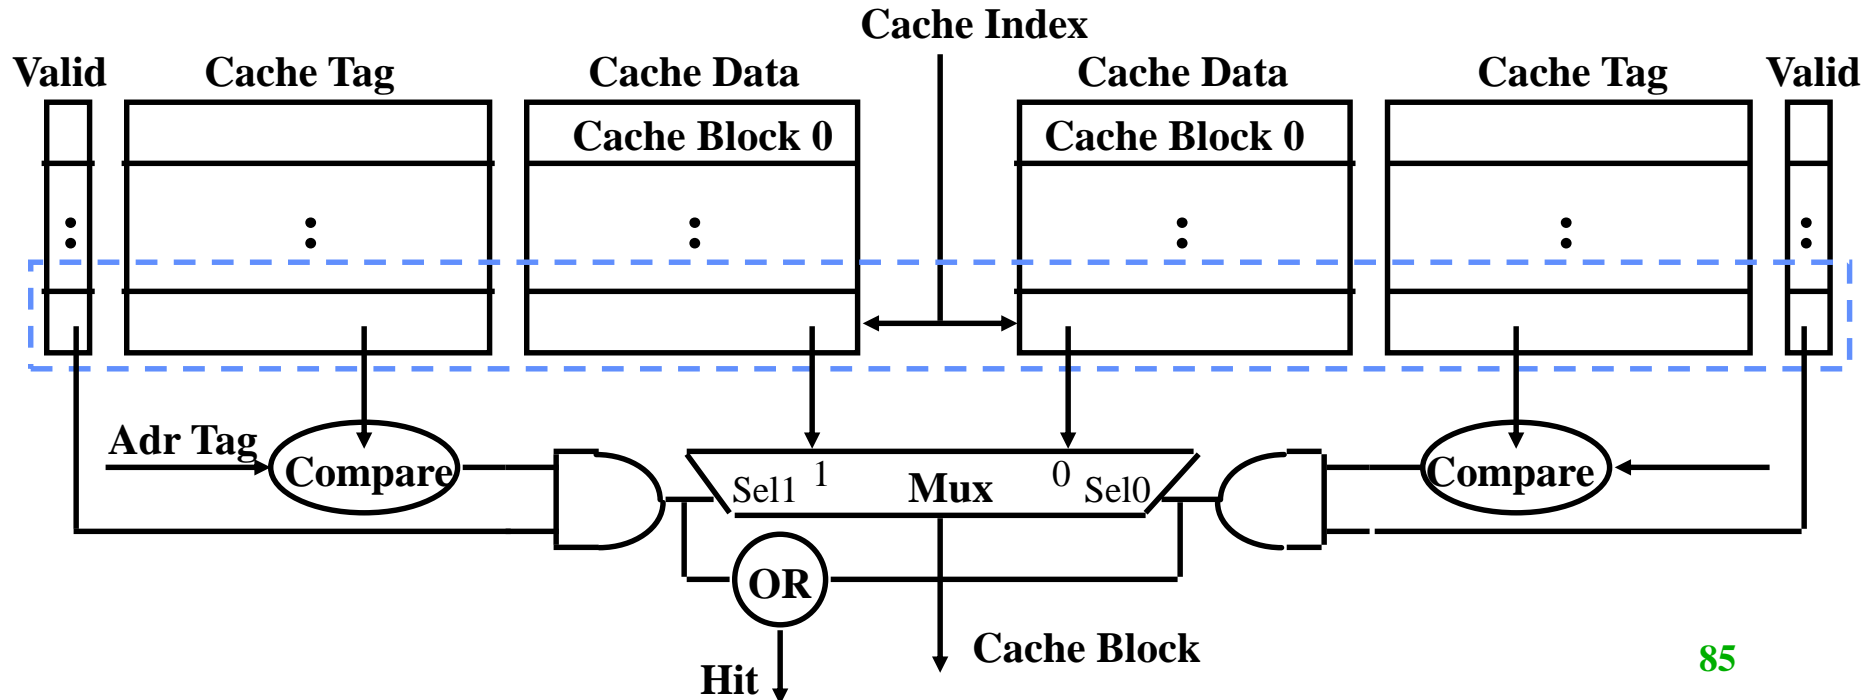 Cache Index
Valid Cache Tag Cache Data Cache Data Cache Tag Valid
Cache Block 0 Cache Block 0
Adr Tag
Compare Sel1 1 Mux 0 Sel0 Compare
OR
Cache Block
Hit
85